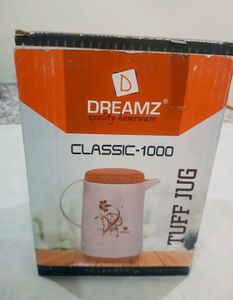 DREAMZ®
quality homeware
CLASSIC-1000
TUFF JUG